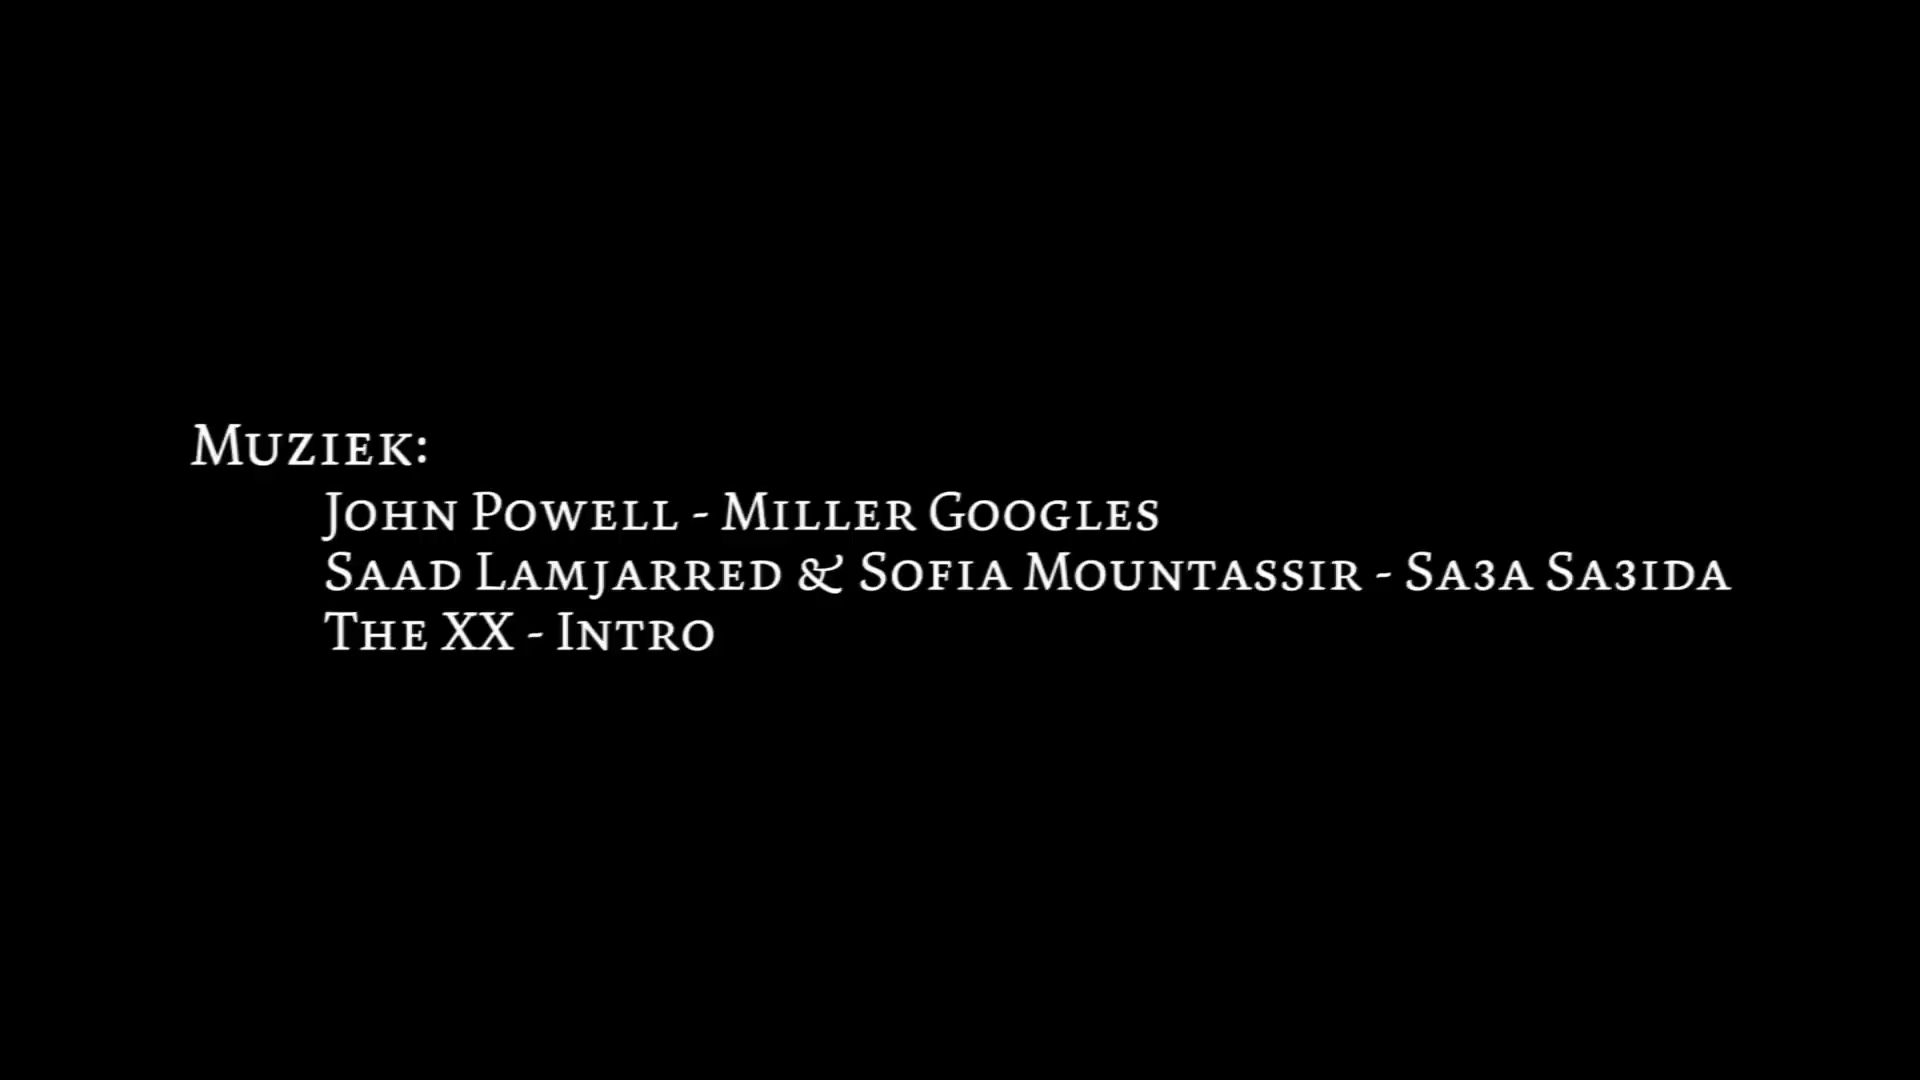 Muziek:
John Powell - Miller Googles
Saad Lamjarred & Sofia Mountassir - Sa3a Sa3ida
The XX - Intro